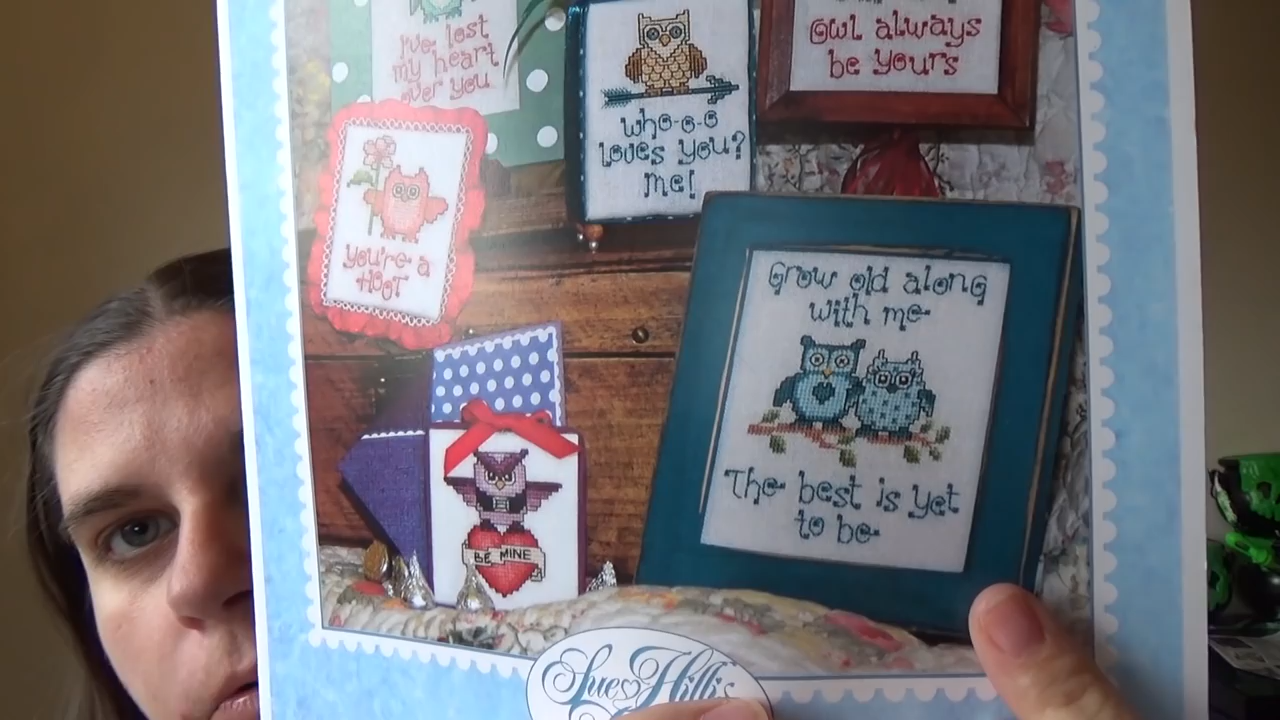 I've lost
my heart
over you
who-o-o
loves you?
me!
Owl always
be yours
you're a
HOOT
Grow old along
with me
The best is yet
to be
BE MINE
Sue Hillis